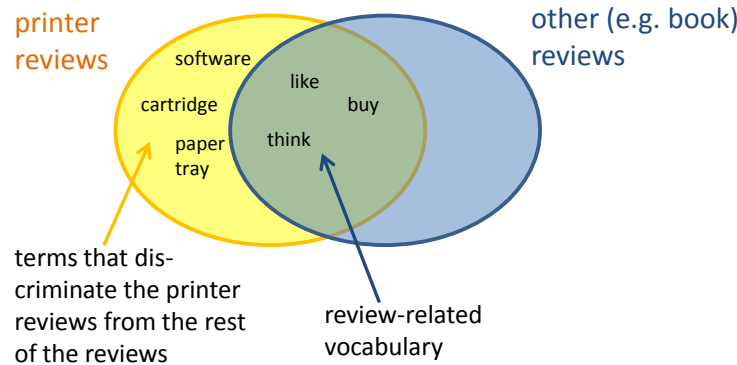 printer
reviews
other (e.g. book)
reviews
software
like
cartridge
buy
think
paper
tray
terms that dis-
criminate the printer
reviews from the rest
of the reviews
review-related
vocabulary